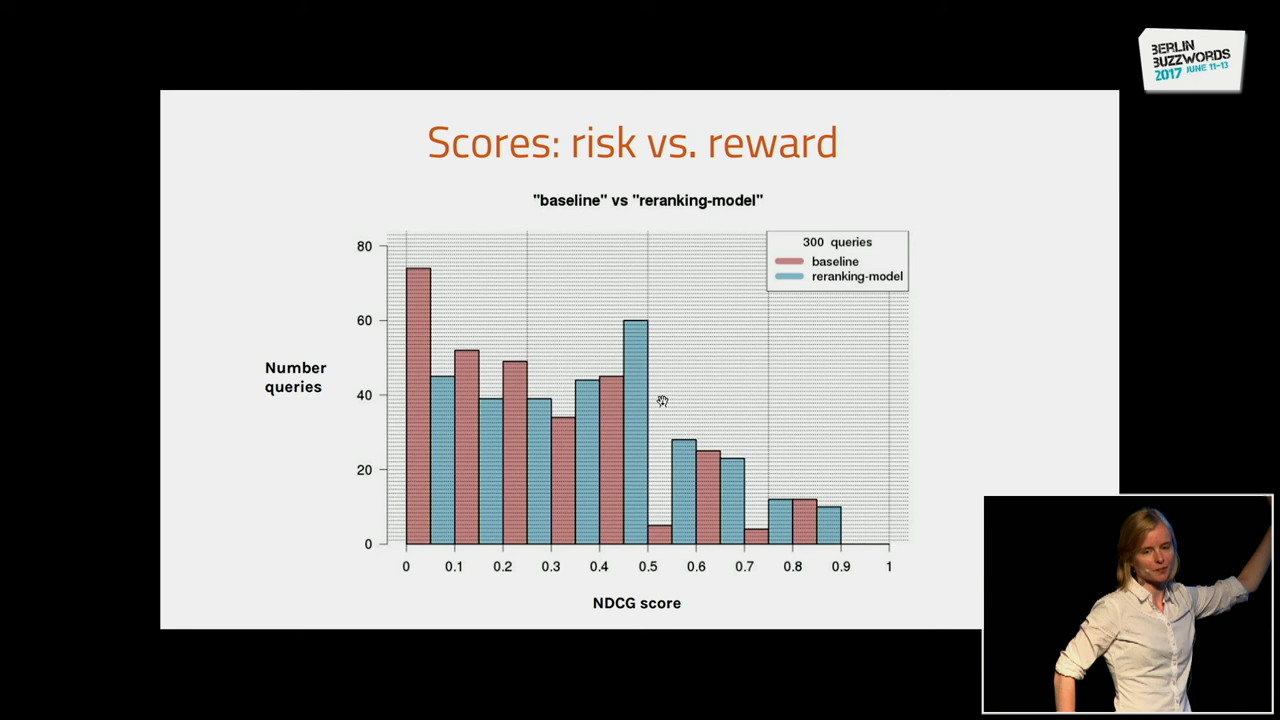 BERLIN
BUZZWORDS
2017 JUNE 11-13
Scores: risk vs. reward
"baseline" vs "reranking-model"
300 queries
baseline
reranking-model
80
60
40
20
0
Number
queries
0 0.1 0.2 0.3 0.4 0.5 0.6 0.7 0.8 0.9 1
NDCG score